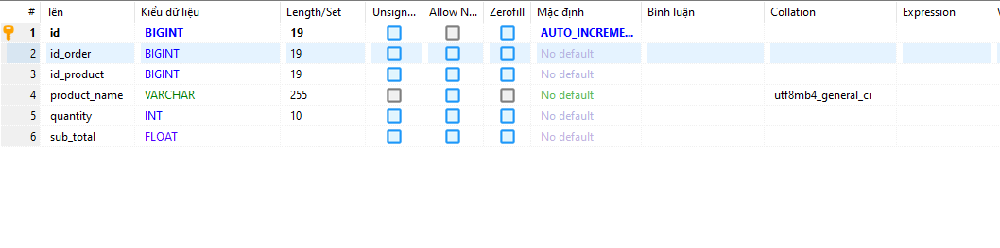 # Tên Kiểu dữ liệu Length/Set Unsign... Allow N... Zerofill Mặc định Bình luận Collation Expression V
1 id BIGINT 19 AUTO_INCREME...
2 id_order BIGINT 19 No default
3 id_product BIGINT 19 No default
4 product_name VARCHAR 255 No default utf8mb4_general_ci
5 quantity INT 10 No default
6 sub_total FLOAT No default